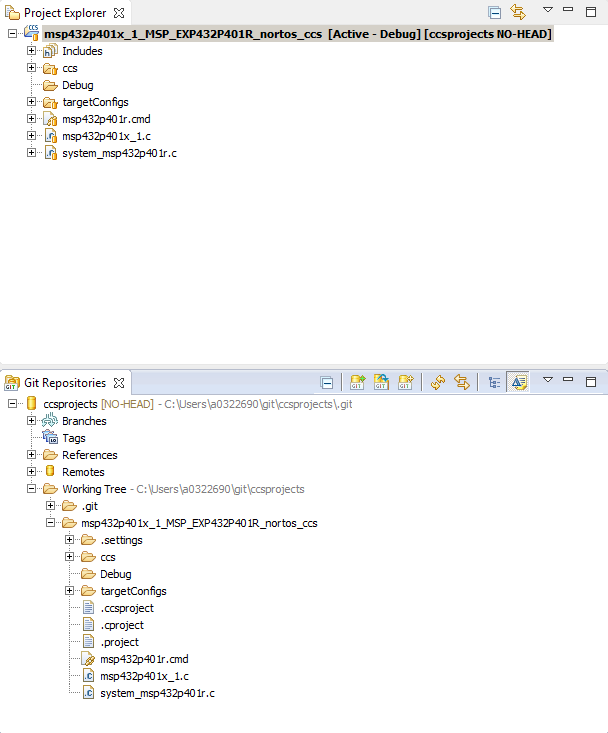 Project Explorer
msp432p401x_1_MSP_EXP432P401R_nortos_ccs [Active - Debug] [ccsprojects NO-HEAD]
Includes
ccs
Debug
targetConfigs
msp432p401r.cmd
msp432p401x_1.c
system_msp432p401r.c
Git Repositories
ccsprojects [NO-HEAD] - C:\Users\a0322690\git\ccsprojects\.git
Branches
Tags
References
Remotes
Working Tree - C:\Users\a0322690\git\ccsprojects
.git
msp432p401x_1_MSP_EXP432P401R_nortos_ccs
.settings
ccs
Debug
targetConfigs
.ccsproject
.cproject
.project
msp432p401r.cmd
msp432p401x_1.c
system_msp432p401r.c